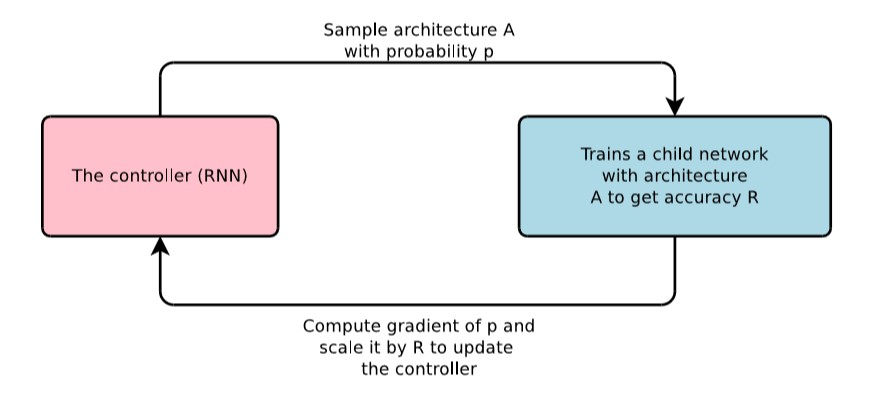 Sample architecture A
with probability p
The controller (RNN)
Trains a child network
with architecture
A to get accuracy R
Compute gradient of p and
scale it by R to update
the controller